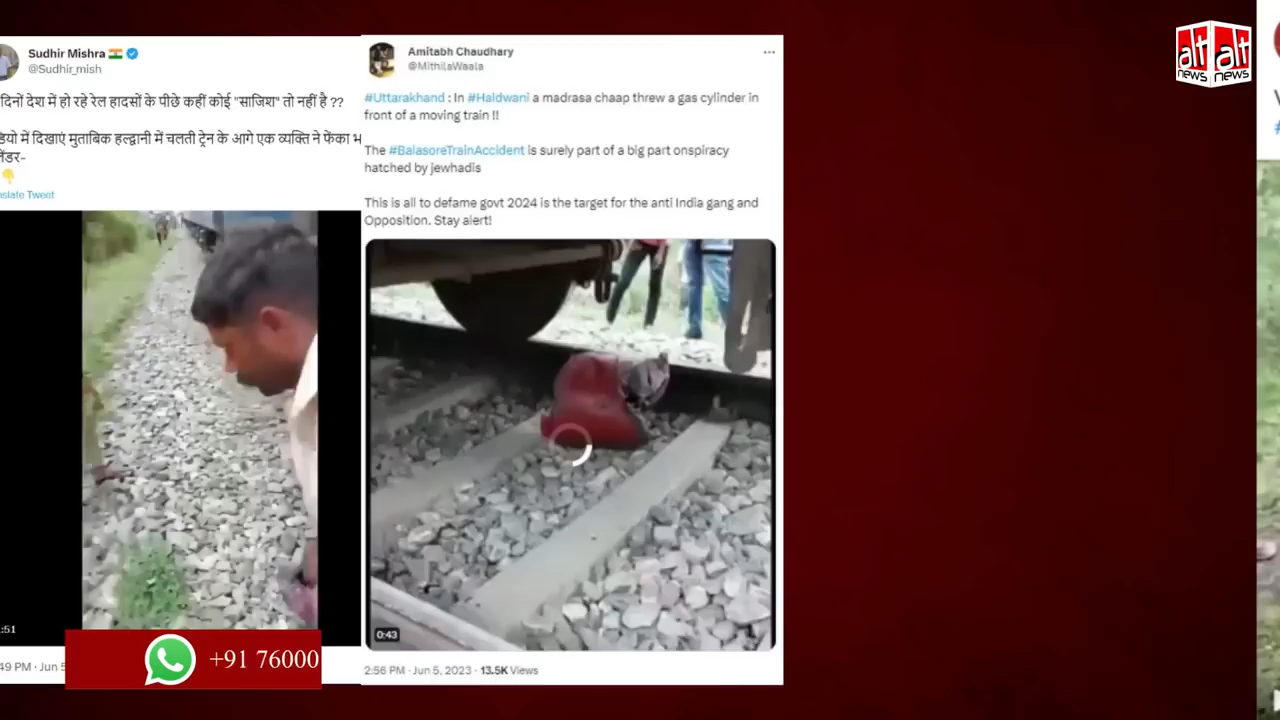 Sudhir Mishra
@Sudhir_mish
दिनों देश में हो रहे रेल हादसों के पीछे कहीं कोई "साजिश" तो नहीं है ??
में दिखाएं मुताबिक हल्द्वानी में चलती ट्रेन के आगे एक व्यक्ति ने फेंका
Tweet
:51
49 PM · Jun 5
+91 76000
Amitabh Chaudhary
@MithilaWaala
#Uttarakhand : In #Haldwani a madrasa chaap threw a gas cylinder in
front of a moving train !!
The #BalasoreTrainAccident is surely part of a big part onspiracy
hatched by jewhadis
This is all to defame govt 2024 is the target for the anti India gang and
Opposition. Stay alert!
0:43
2:56 PM · Jun 5, 2023 · 13.5K Views
alt alt
news news